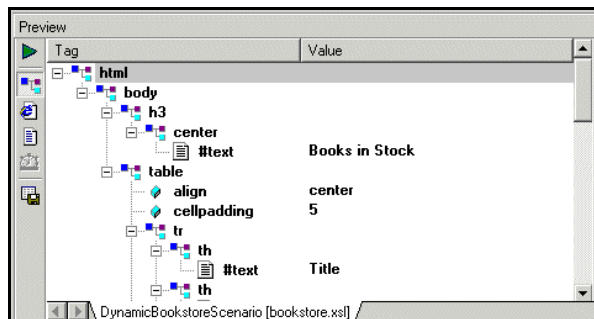 Preview
Tag Value
html
body
h3
center
#text Books in Stock
table
align center
cellpadding 5
tr
th
#text Title
th
DynamicBookstoreScenario [bookstore.xsl]